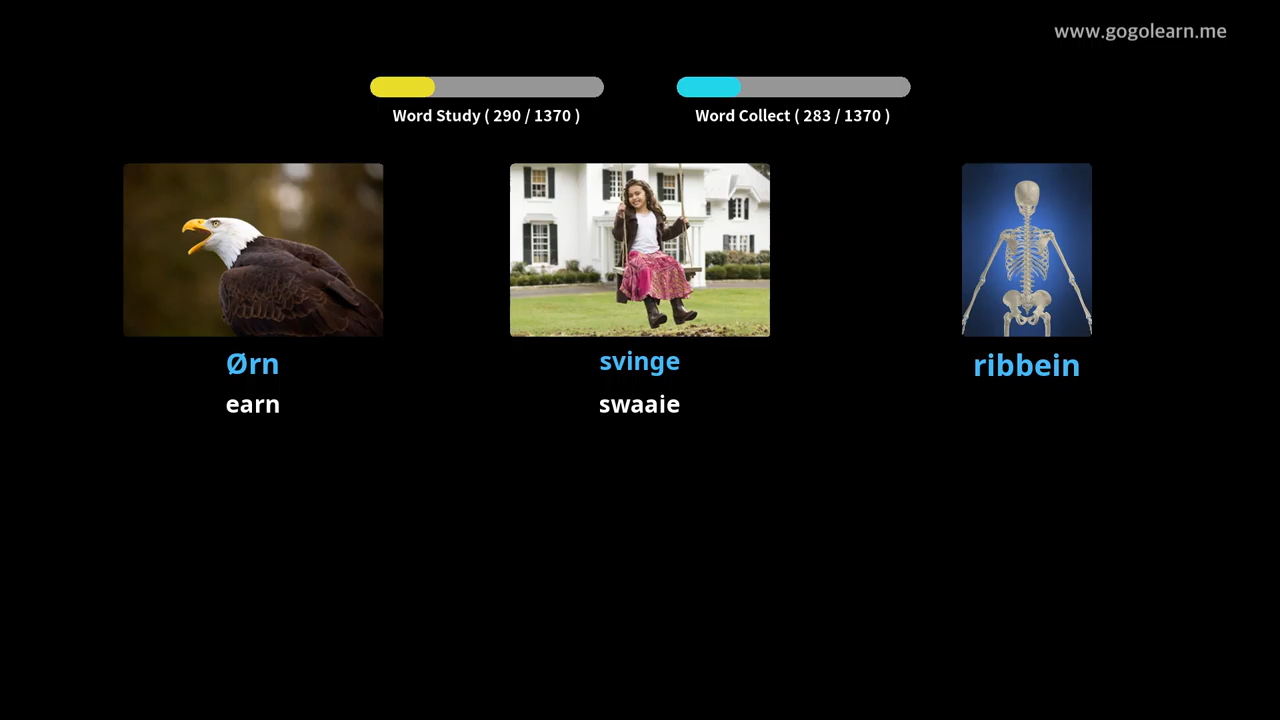 www.gogolearn.me
Word Study ( 290 / 1370 )
Word Collect ( 283 / 1370 )
Ørn
svinge
ribbein
earn
swaaie